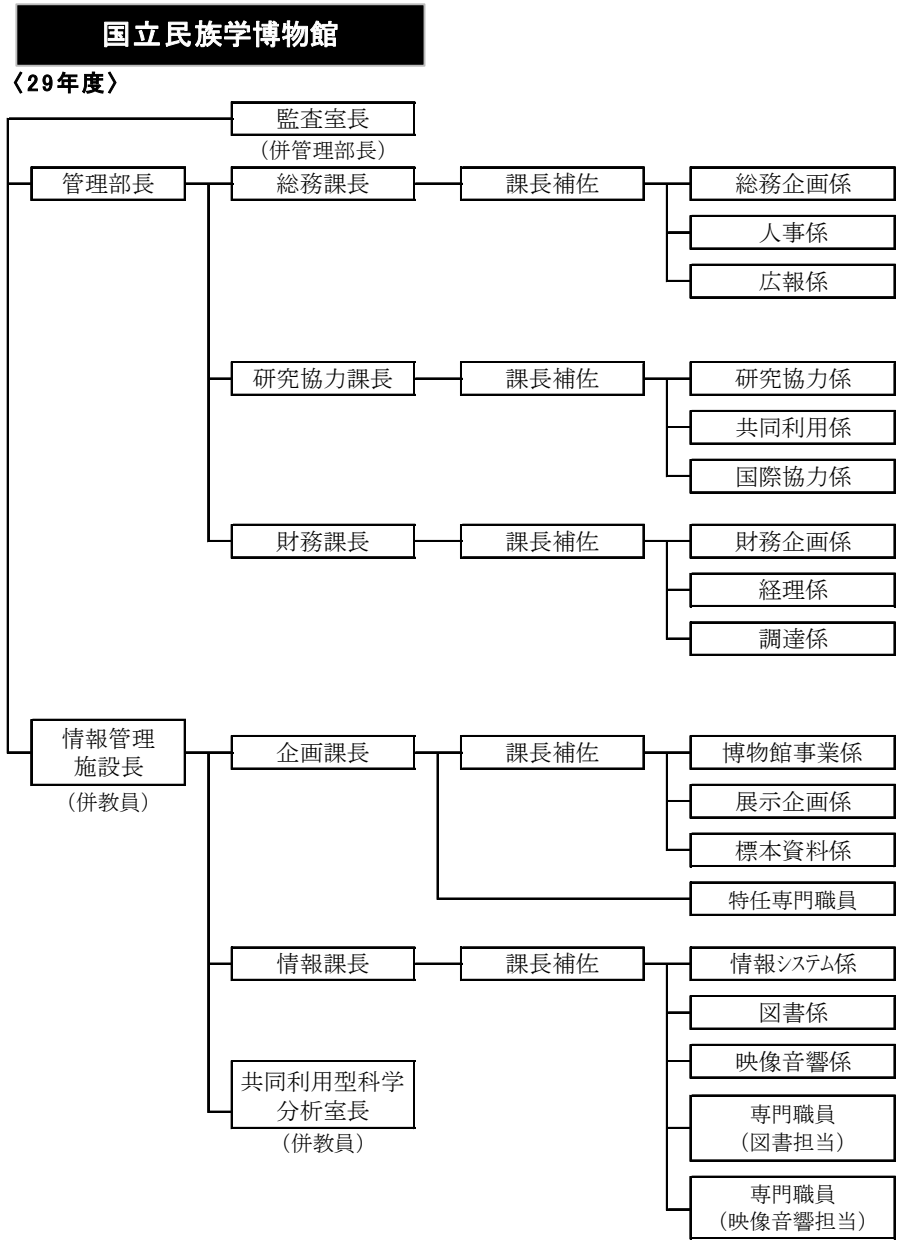 国立民族学博物館
〈29年度〉
監査室長
（併管理部長）
管理部長
総務課長
課長補佐
総務企画係
人事係
広報係
研究協力課長
課長補佐
研究協力係
共同利用係
国際協力係
財務課長
課長補佐
財務企画係
経理係
調達係
情報管理
施設長
（併教員）
企画課長
課長補佐
博物館事業係
展示企画係
標本資料係
特任専門職員
情報課長
課長補佐
情報システム係
図書係
映像音響係
専門職員
（図書担当）
専門職員
（映像音響担当）
共同利用型科学
分析室長
（併教員）